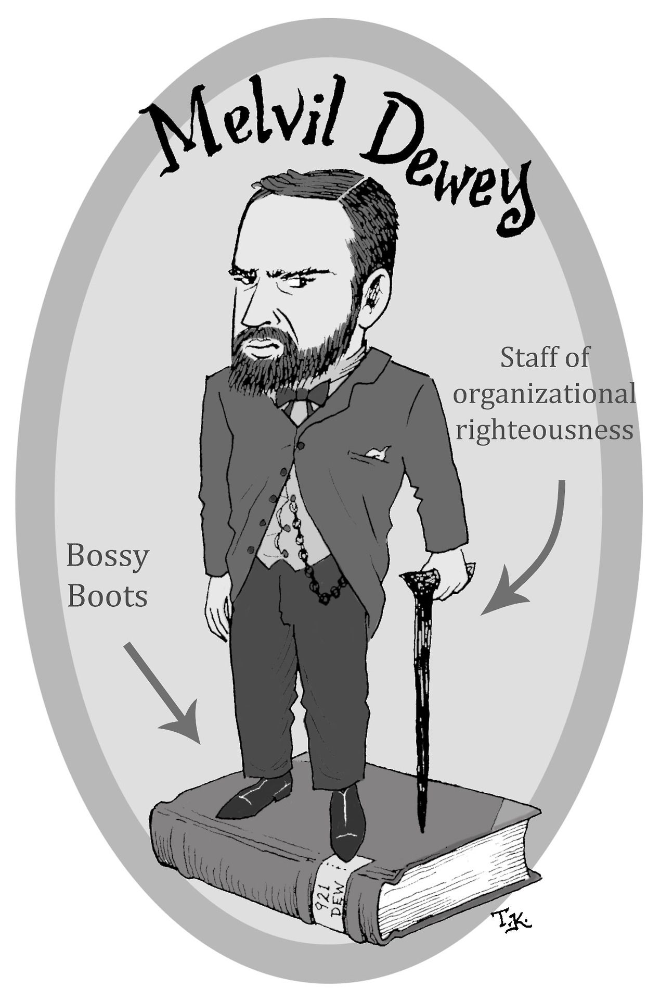 Melvil Dewey
Staff of
organizational
righteousness
Bossy
Boots
921
DEW
T.K.